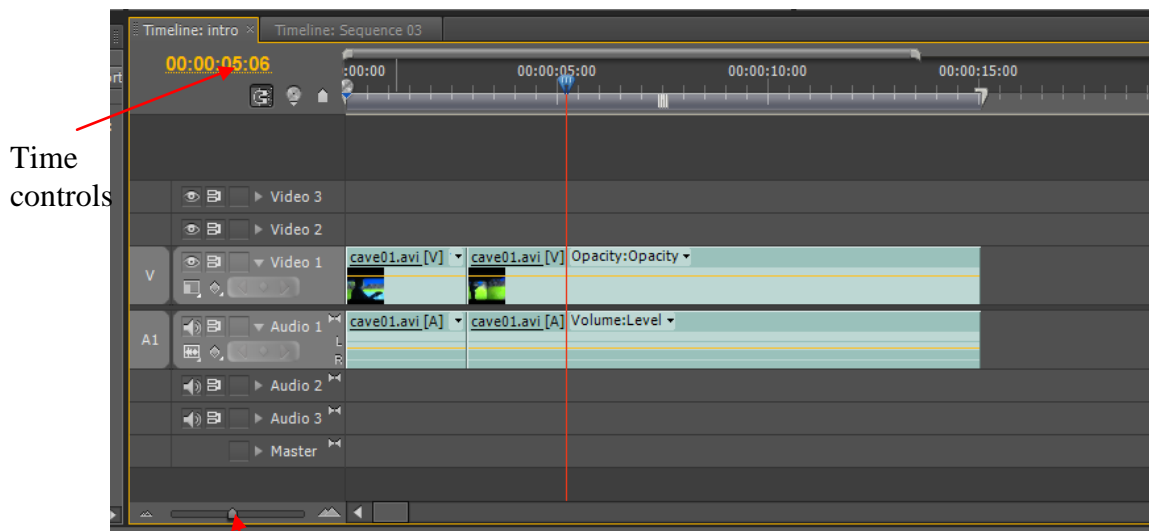 Timeline: intro × Timeline: Sequence 03
00:00:05:06
:00:00 00:00:05:00 00:00:10:00 00:00:15:00
ort
Time
controls
Video 3
Video 2
V Video 1 cave01.avi [V] cave01.avi [V] Opacity:Opacity
A1 Audio 1 cave01.avi [A] cave01.avi [A] Volume:Level
L
R
Audio 2
Audio 3
Master